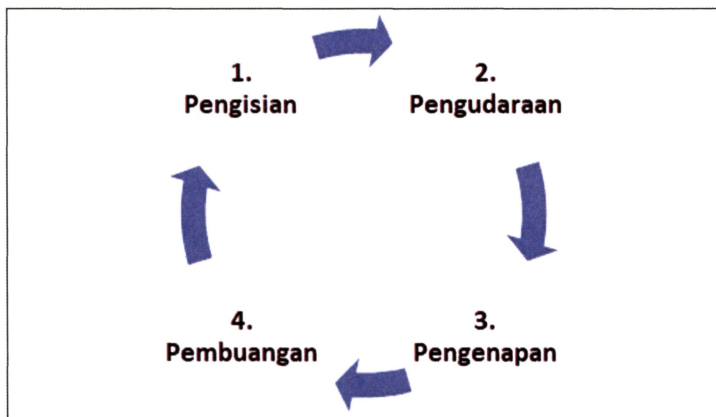 1.
Pengisian
2.
Pengudaraan
3.
Pengenapan
4.
Pembuangan